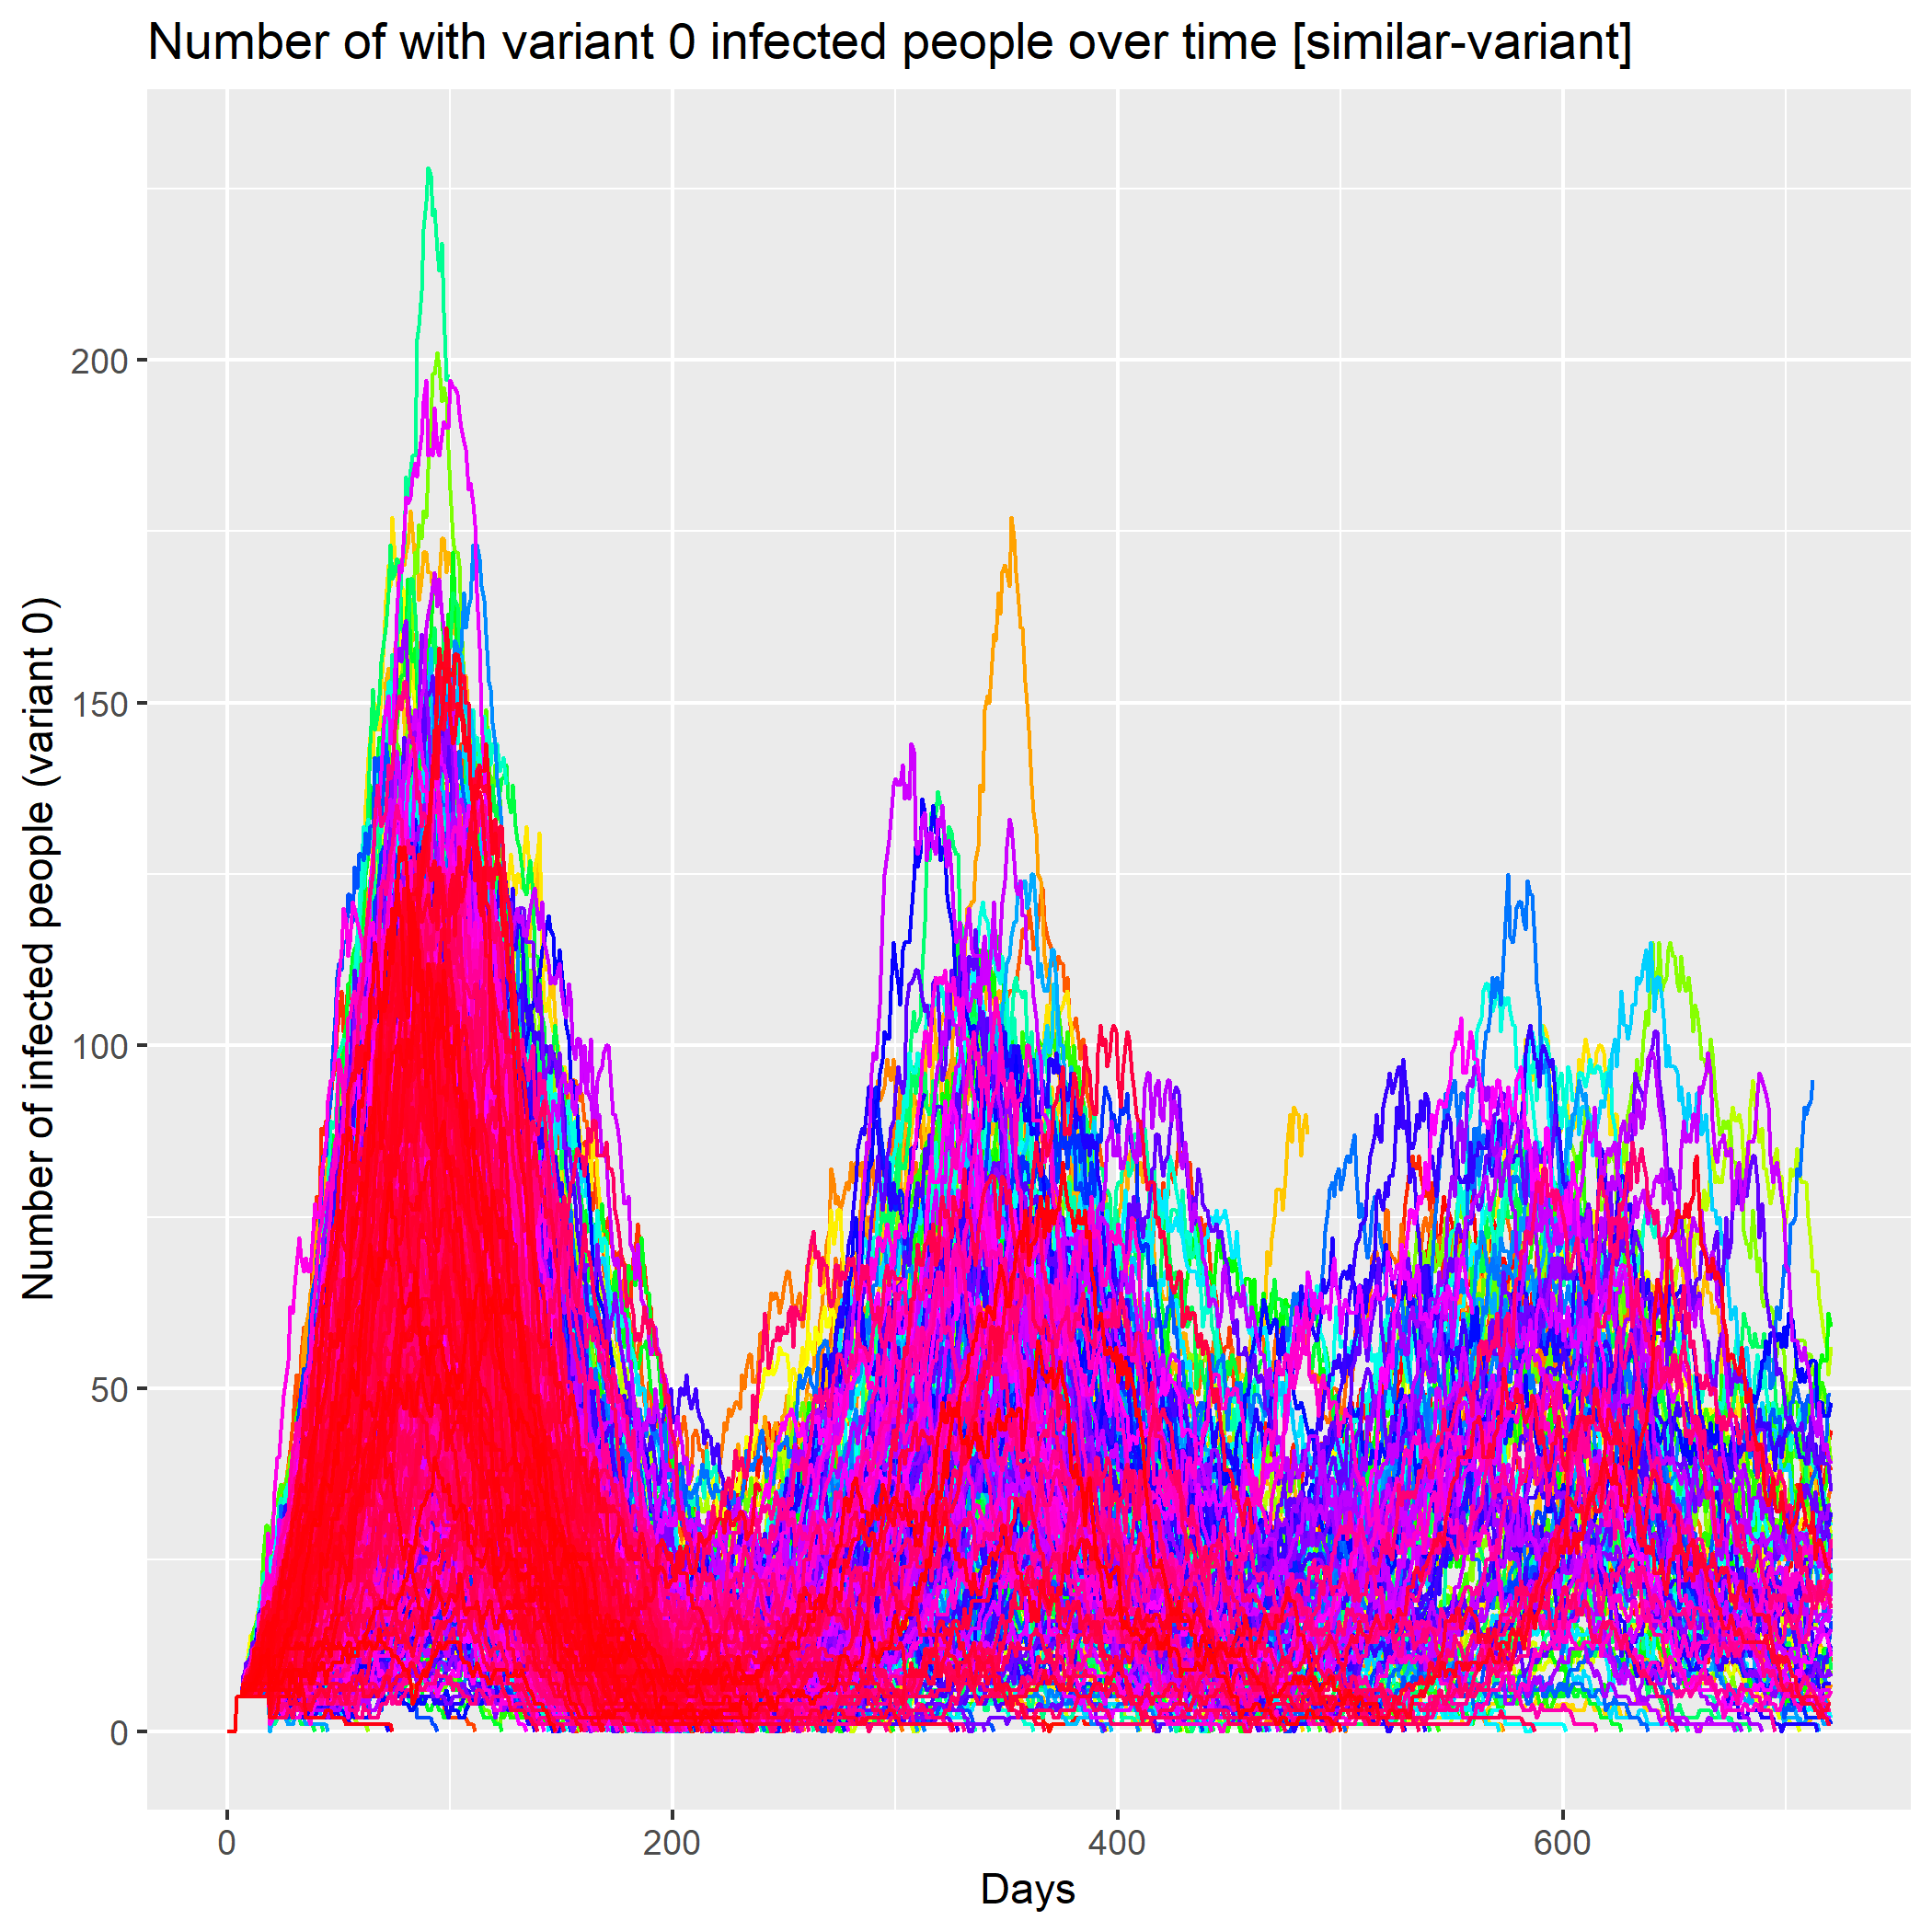 Number of with variant 0 infected people over time [similar-variant]
Number of infected people (variant 0)
200
150
100
50
0
0 200 400 600
Days